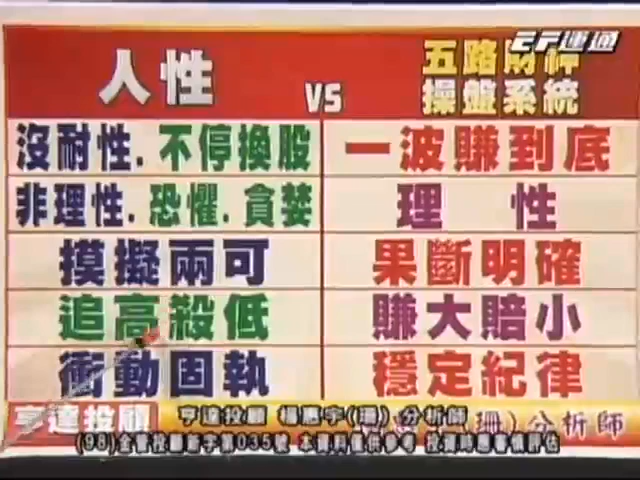 EF運通
人性 VS 五路財神
操盤系統
沒耐性.不停換股 一波賺到底
非理性.恐懼.貪婪 理性
摸擬兩可 果斷明確
追高殺低 賺大賠小
衝動固執 穩定紀律
亨達投顧 亨達投顧 楊惠宇(珊) 分析師 珊)分析師
(98)金管投顧新字第035號 本資料僅供參考 投資時應審慎評估